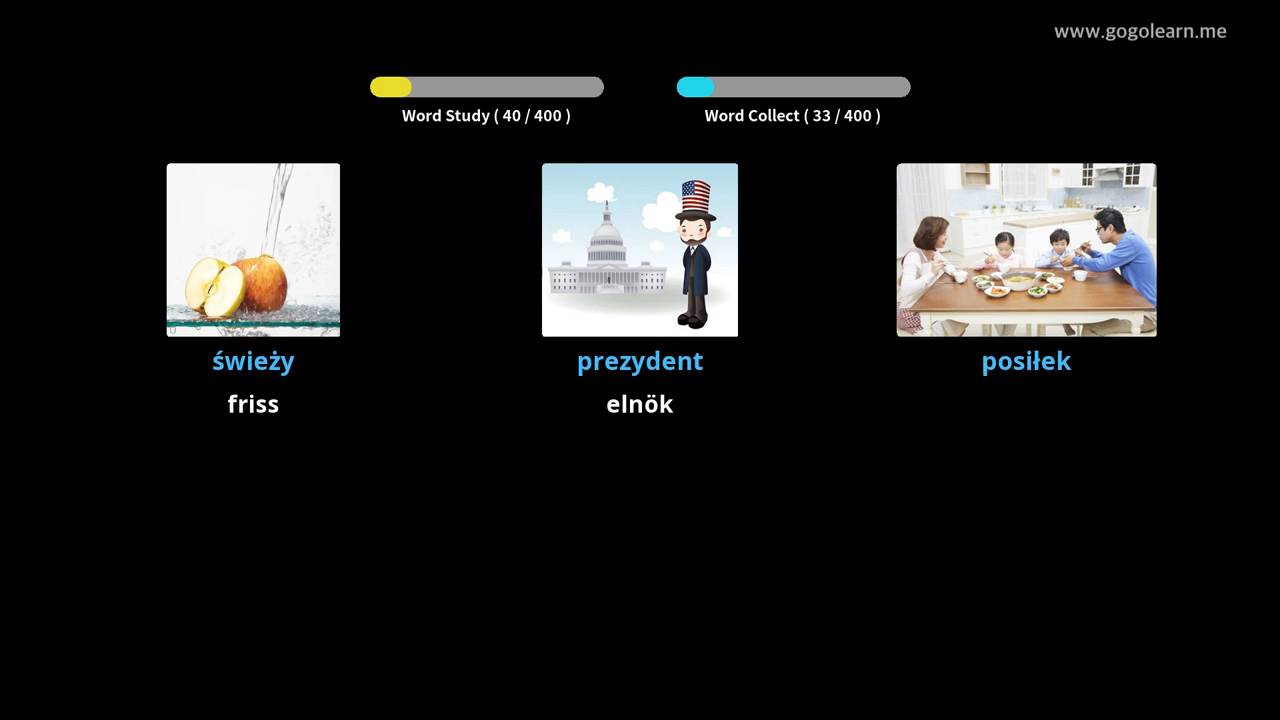 www.gogolearn.me
Word Study ( 40 / 400 )
Word Collect ( 33 / 400 )
świeży
prezydent
posiłek
friss
elnök